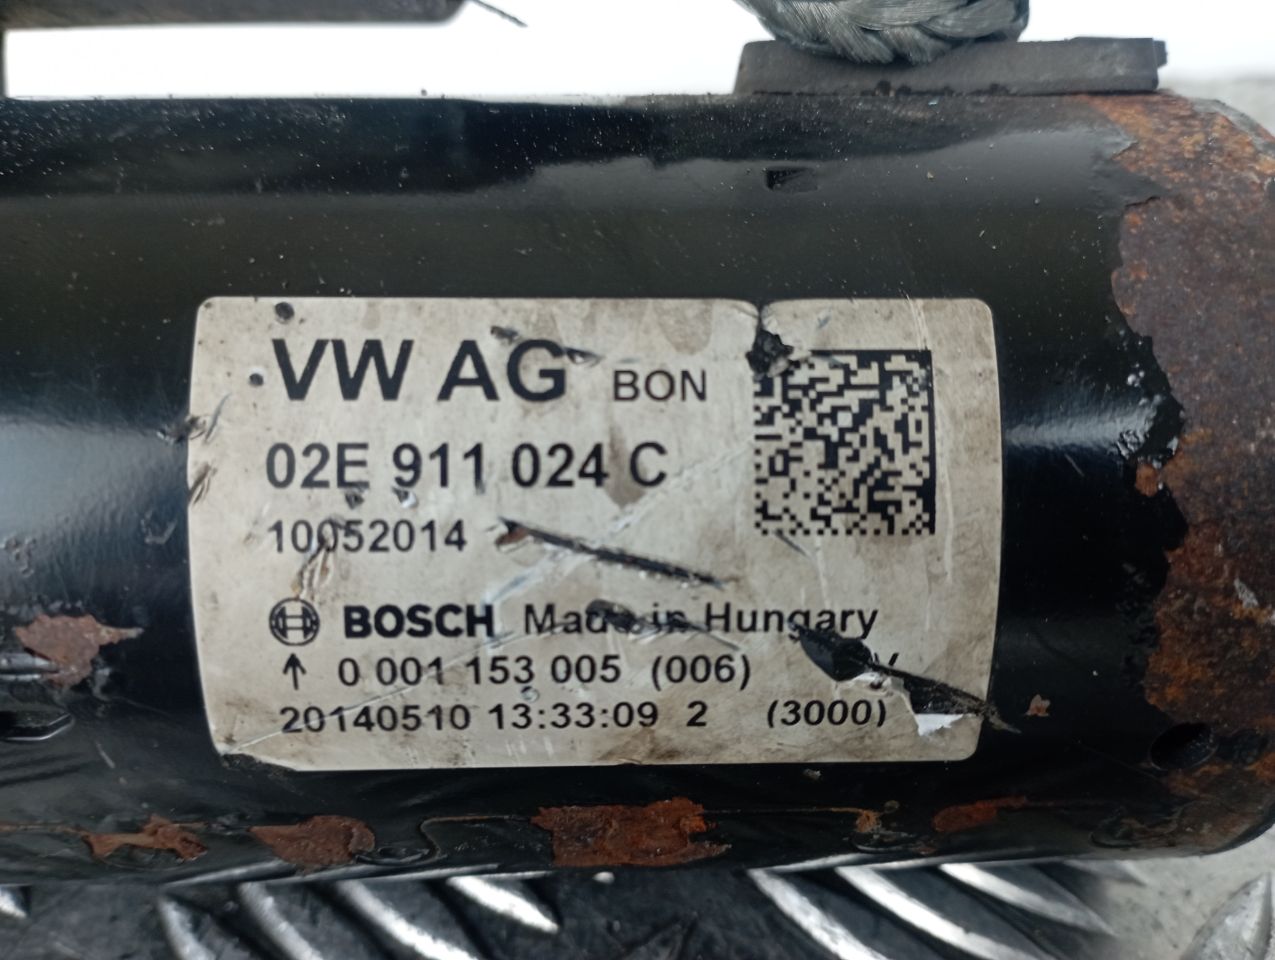 VW AG BON
02E 911 024 C
10052014
BOSCH Made in Hungary
↑ 0 001 153 005 (006)
20140510 13:33:09 2 (3000)